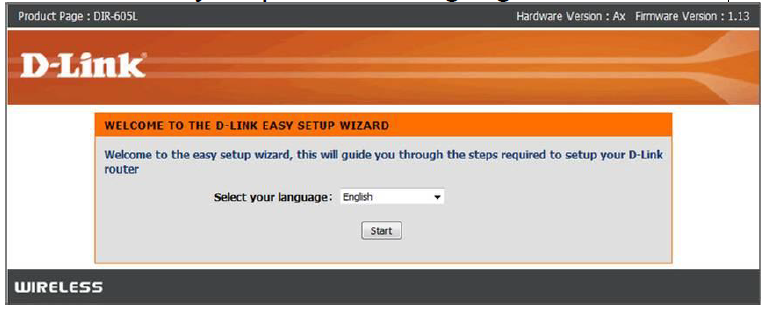 Product Page : DIR-605L Hardware Version : Ax Firmware Version : 1.13
D-Link
WELCOME TO THE D-LINK EASY SETUP WIZARD
Welcome to the easy setup wizard, this will guide you through the steps required to setup your D-Link
router
Select your language: English
Start
WIRELESS